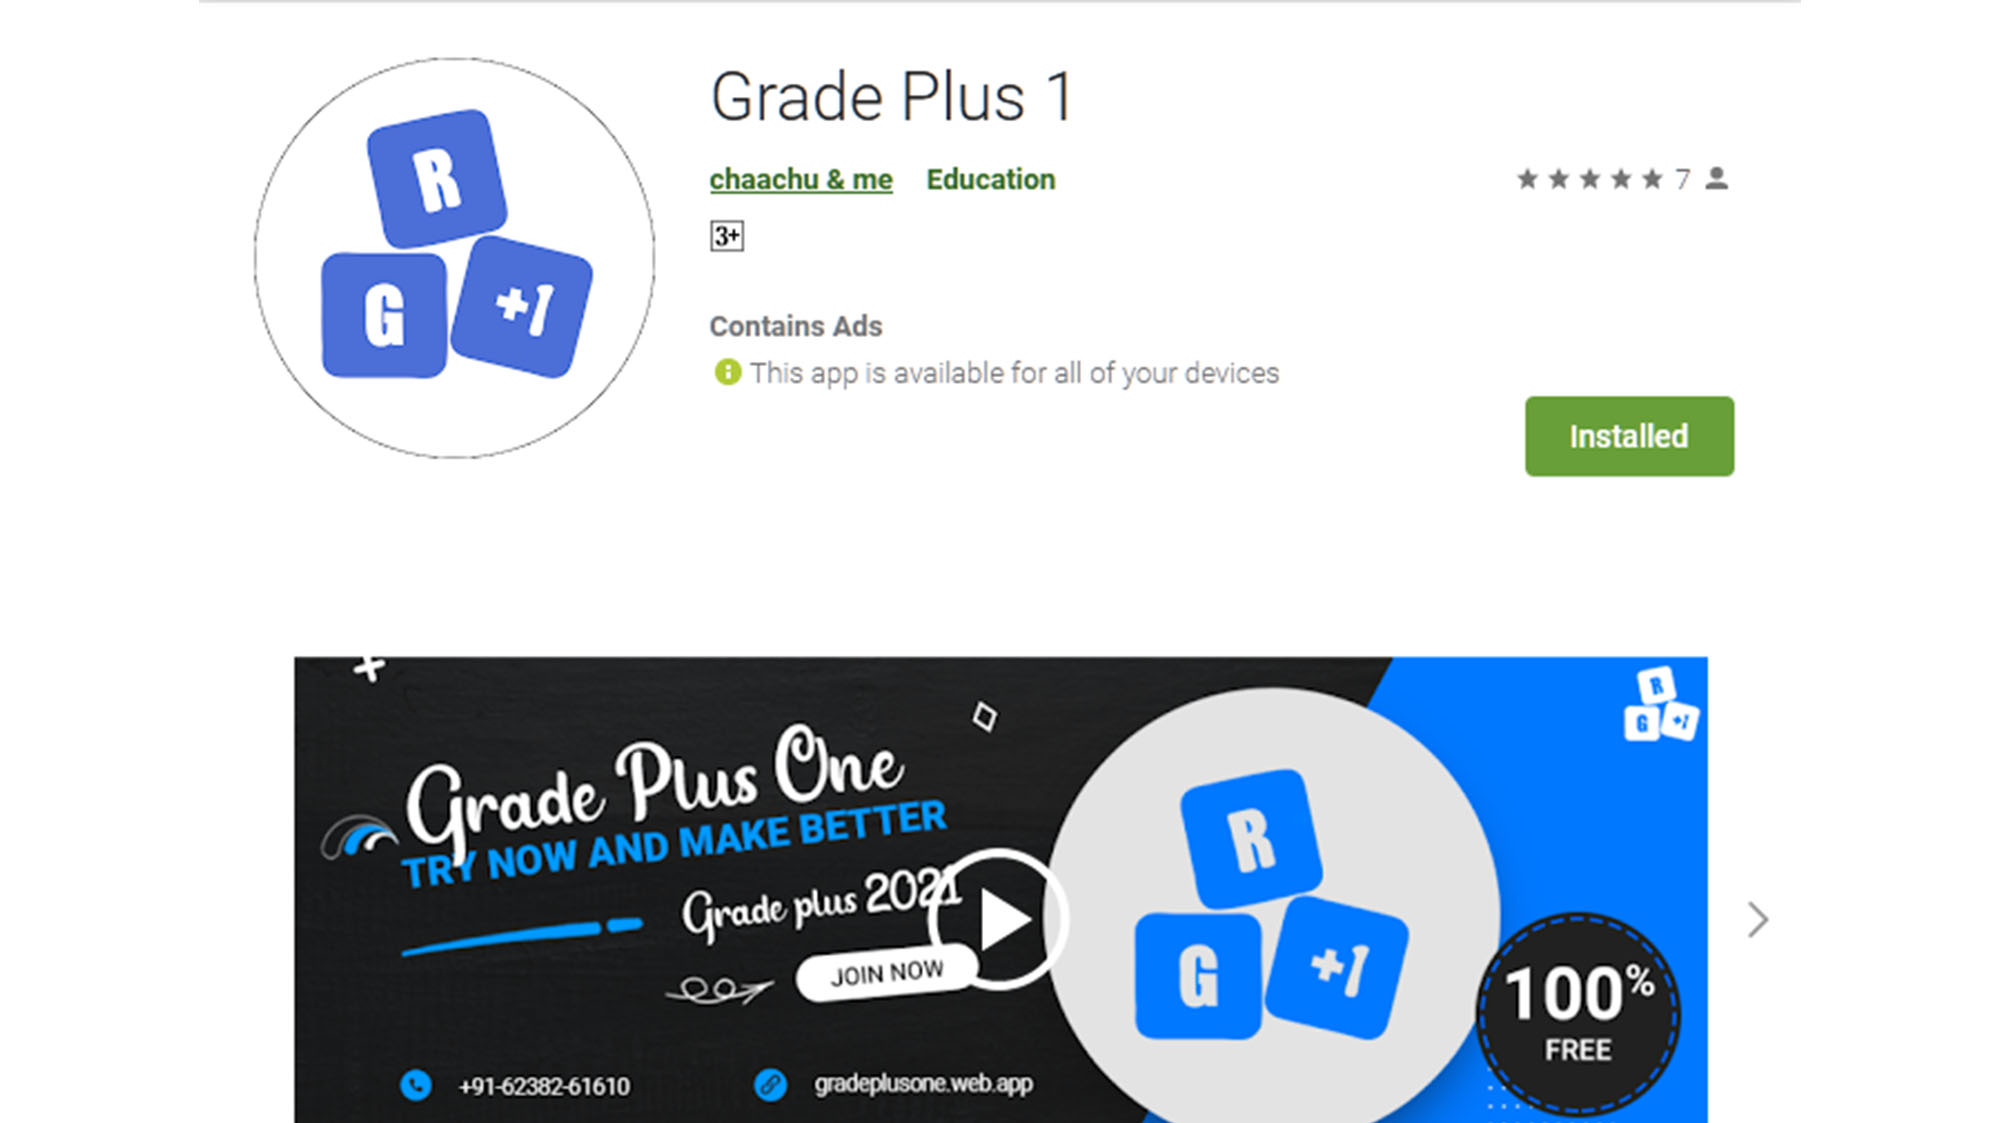 R
G +1
Grade Plus 1
chaachu & me Education
7
3+
Contains Ads
This app is available for all of your devices
Installed
R
G +1
Grade Plus One
TRY NOW AND MAKE BETTER
Grade plus 2021
JOIN NOW
R
G +1
100%
FREE
+91-62382-61610
gradeplusone.web.app